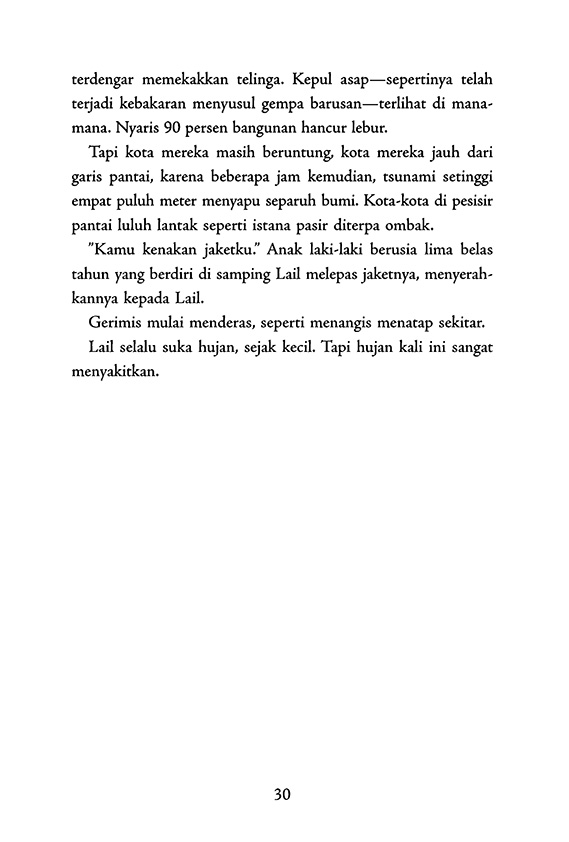 terdengar memekakkan telinga. Kepul asap—sepertinya telah
terjadi kebakaran menyusul gempa barusan—terlihat di mana-
mana. Nyaris 90 persen bangunan hancur lebur.
Tapi kota mereka masih beruntung, kota mereka jauh dari
garis pantai, karena beberapa jam kemudian, tsunami setinggi
empat puluh meter menyapu separuh bumi. Kota-kota di pesisir
pantai luluh lantak seperti istana pasir diterpa ombak.
”Kamu kenakan jaketku.” Anak laki-laki berusia lima belas
tahun yang berdiri di samping Lail melepas jaketnya, menyerah-
kannya kepada Lail.
Gerimis mulai menderas, seperti menangis menatap sekitar.
Lail selalu suka hujan, sejak kecil. Tapi hujan kali ini sangat
menyakitkan.
30